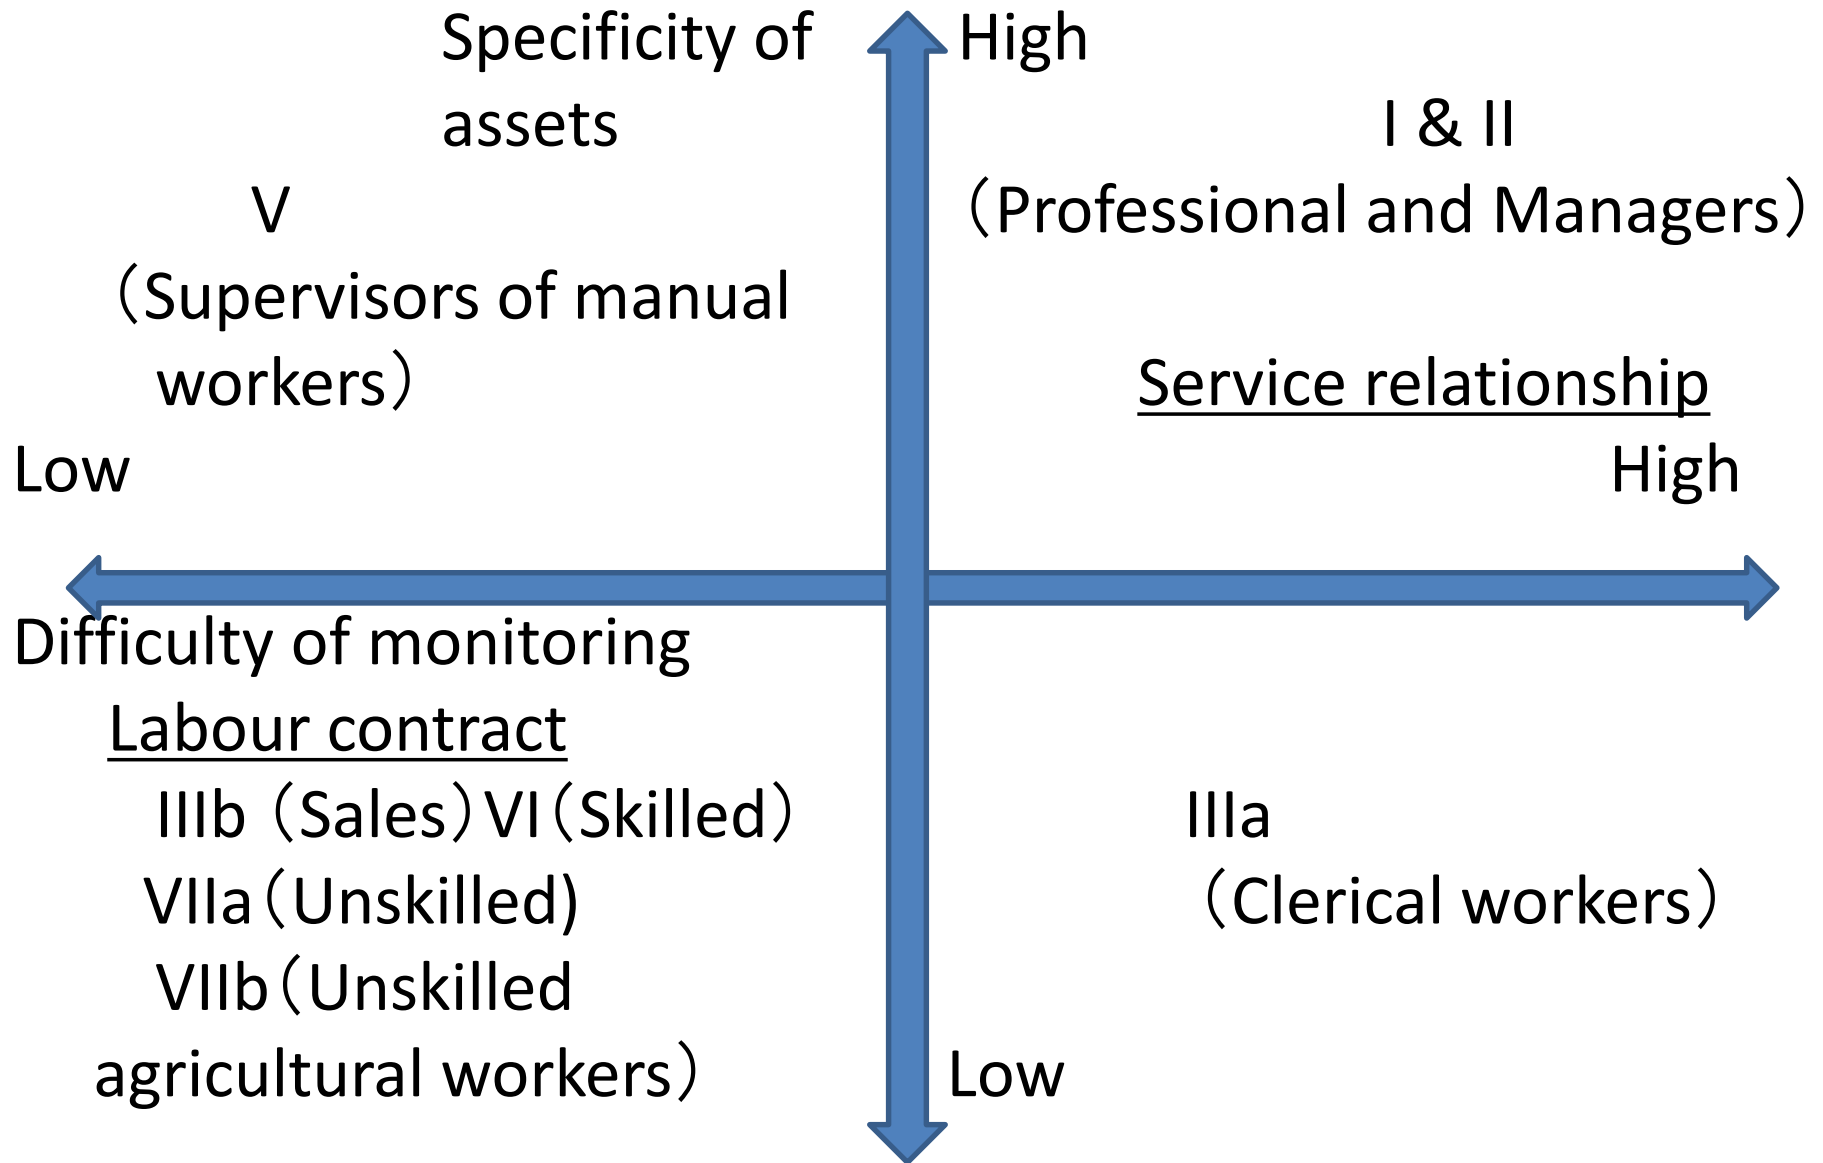 Specificity of High
assets I & II
V （Professional and Managers）
（Supervisors of manual
workers） Service relationship
Low High
Difficulty of monitoring
Labour contract
IIIb （Sales）VI（Skilled） IIIa
VIIa（Unskilled) （Clerical workers）
VIIb（Unskilled
agricultural workers） Low